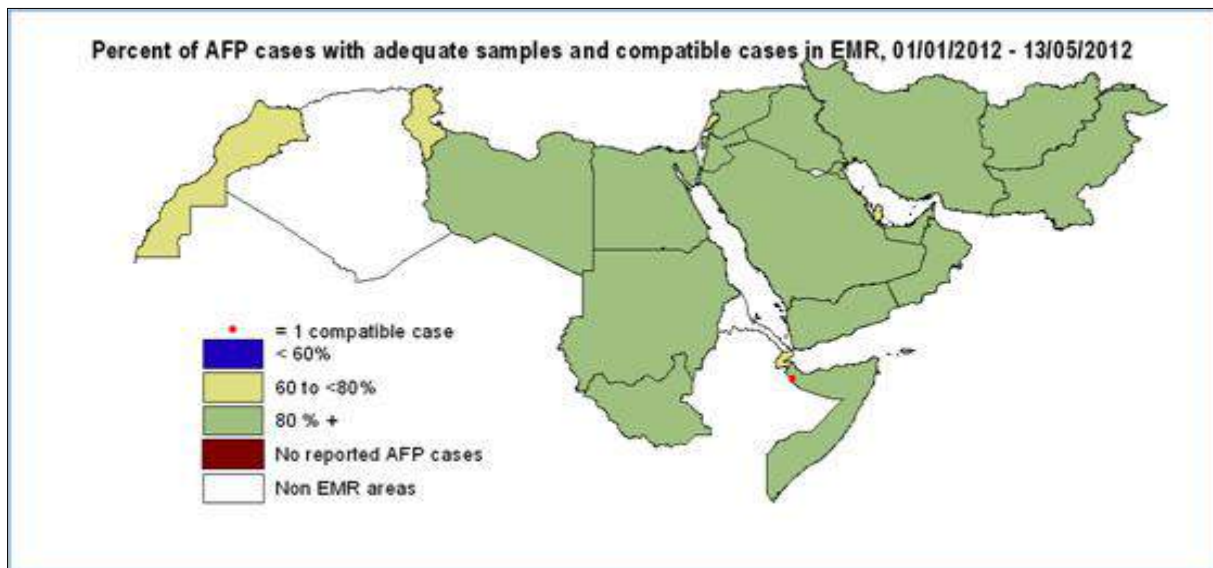 Percent of AFP cases with adequate samples and compatible cases in EMR, 01/01/2012 - 13/05/2012
= 1 compatible case
< 60%
60 to <80%
80 % +
No reported AFP cases
Non EMR areas